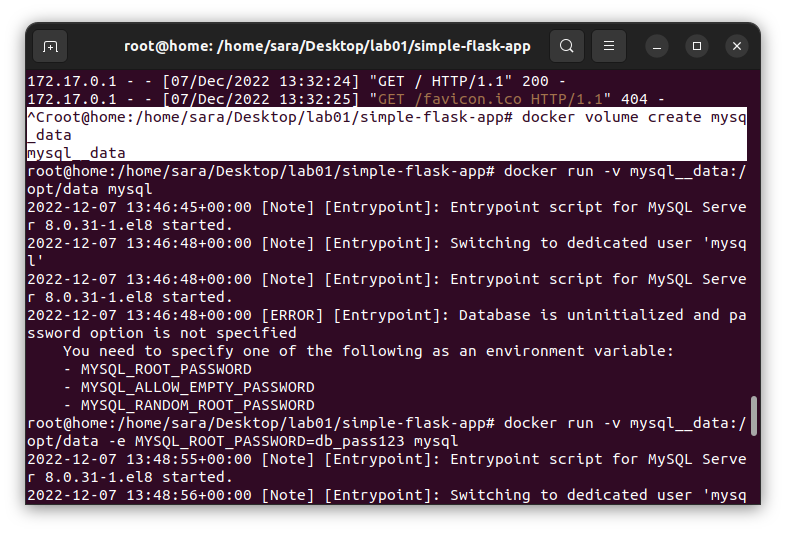 root@home: /home/sara/Desktop/lab01/simple-flask-app
172.17.0.1 - - [07/Dec/2022 13:32:24] "GET / HTTP/1.1" 200 -
172.17.0.1 - - [07/Dec/2022 13:32:25] "GET /favicon.ico HTTP/1.1" 404 -
^Croot@home:/home/sara/Desktop/lab01/simple-flask-app# docker volume create mysq
_data
mysql__data
root@home:/home/sara/Desktop/lab01/simple-flask-app# docker run -v mysql__data:/
opt/data mysql
2022-12-07 13:46:45+00:00 [Note] [Entrypoint]: Entrypoint script for MySQL Serve
r 8.0.31-1.el8 started.
2022-12-07 13:46:48+00:00 [Note] [Entrypoint]: Switching to dedicated user 'mysq
l'
2022-12-07 13:46:48+00:00 [Note] [Entrypoint]: Entrypoint script for MySQL Serve
r 8.0.31-1.el8 started.
2022-12-07 13:46:48+00:00 [ERROR] [Entrypoint]: Database is uninitialized and pa
ssword option is not specified
    You need to specify one of the following as an environment variable:
    - MYSQL_ROOT_PASSWORD
    - MYSQL_ALLOW_EMPTY_PASSWORD
    - MYSQL_RANDOM_ROOT_PASSWORD
root@home:/home/sara/Desktop/lab01/simple-flask-app# docker run -v mysql__data:/
opt/data -e MYSQL_ROOT_PASSWORD=db_pass123 mysql
2022-12-07 13:48:55+00:00 [Note] [Entrypoint]: Entrypoint script for MySQL Serve
r 8.0.31-1.el8 started.
2022-12-07 13:48:56+00:00 [Note] [Entrypoint]: Switching to dedicated user 'mysq